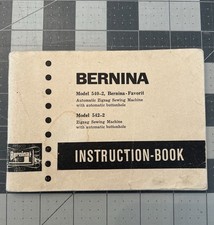 BERNINA
Model 540-2, Bernina-Favorit
Automatic Zigzag Sewing Machine
with automatic buttonhole
Model 542-2
Zigzag Sewing Machine
with automatic buttonhole
Bernina
INSTRUCTION-BOOK